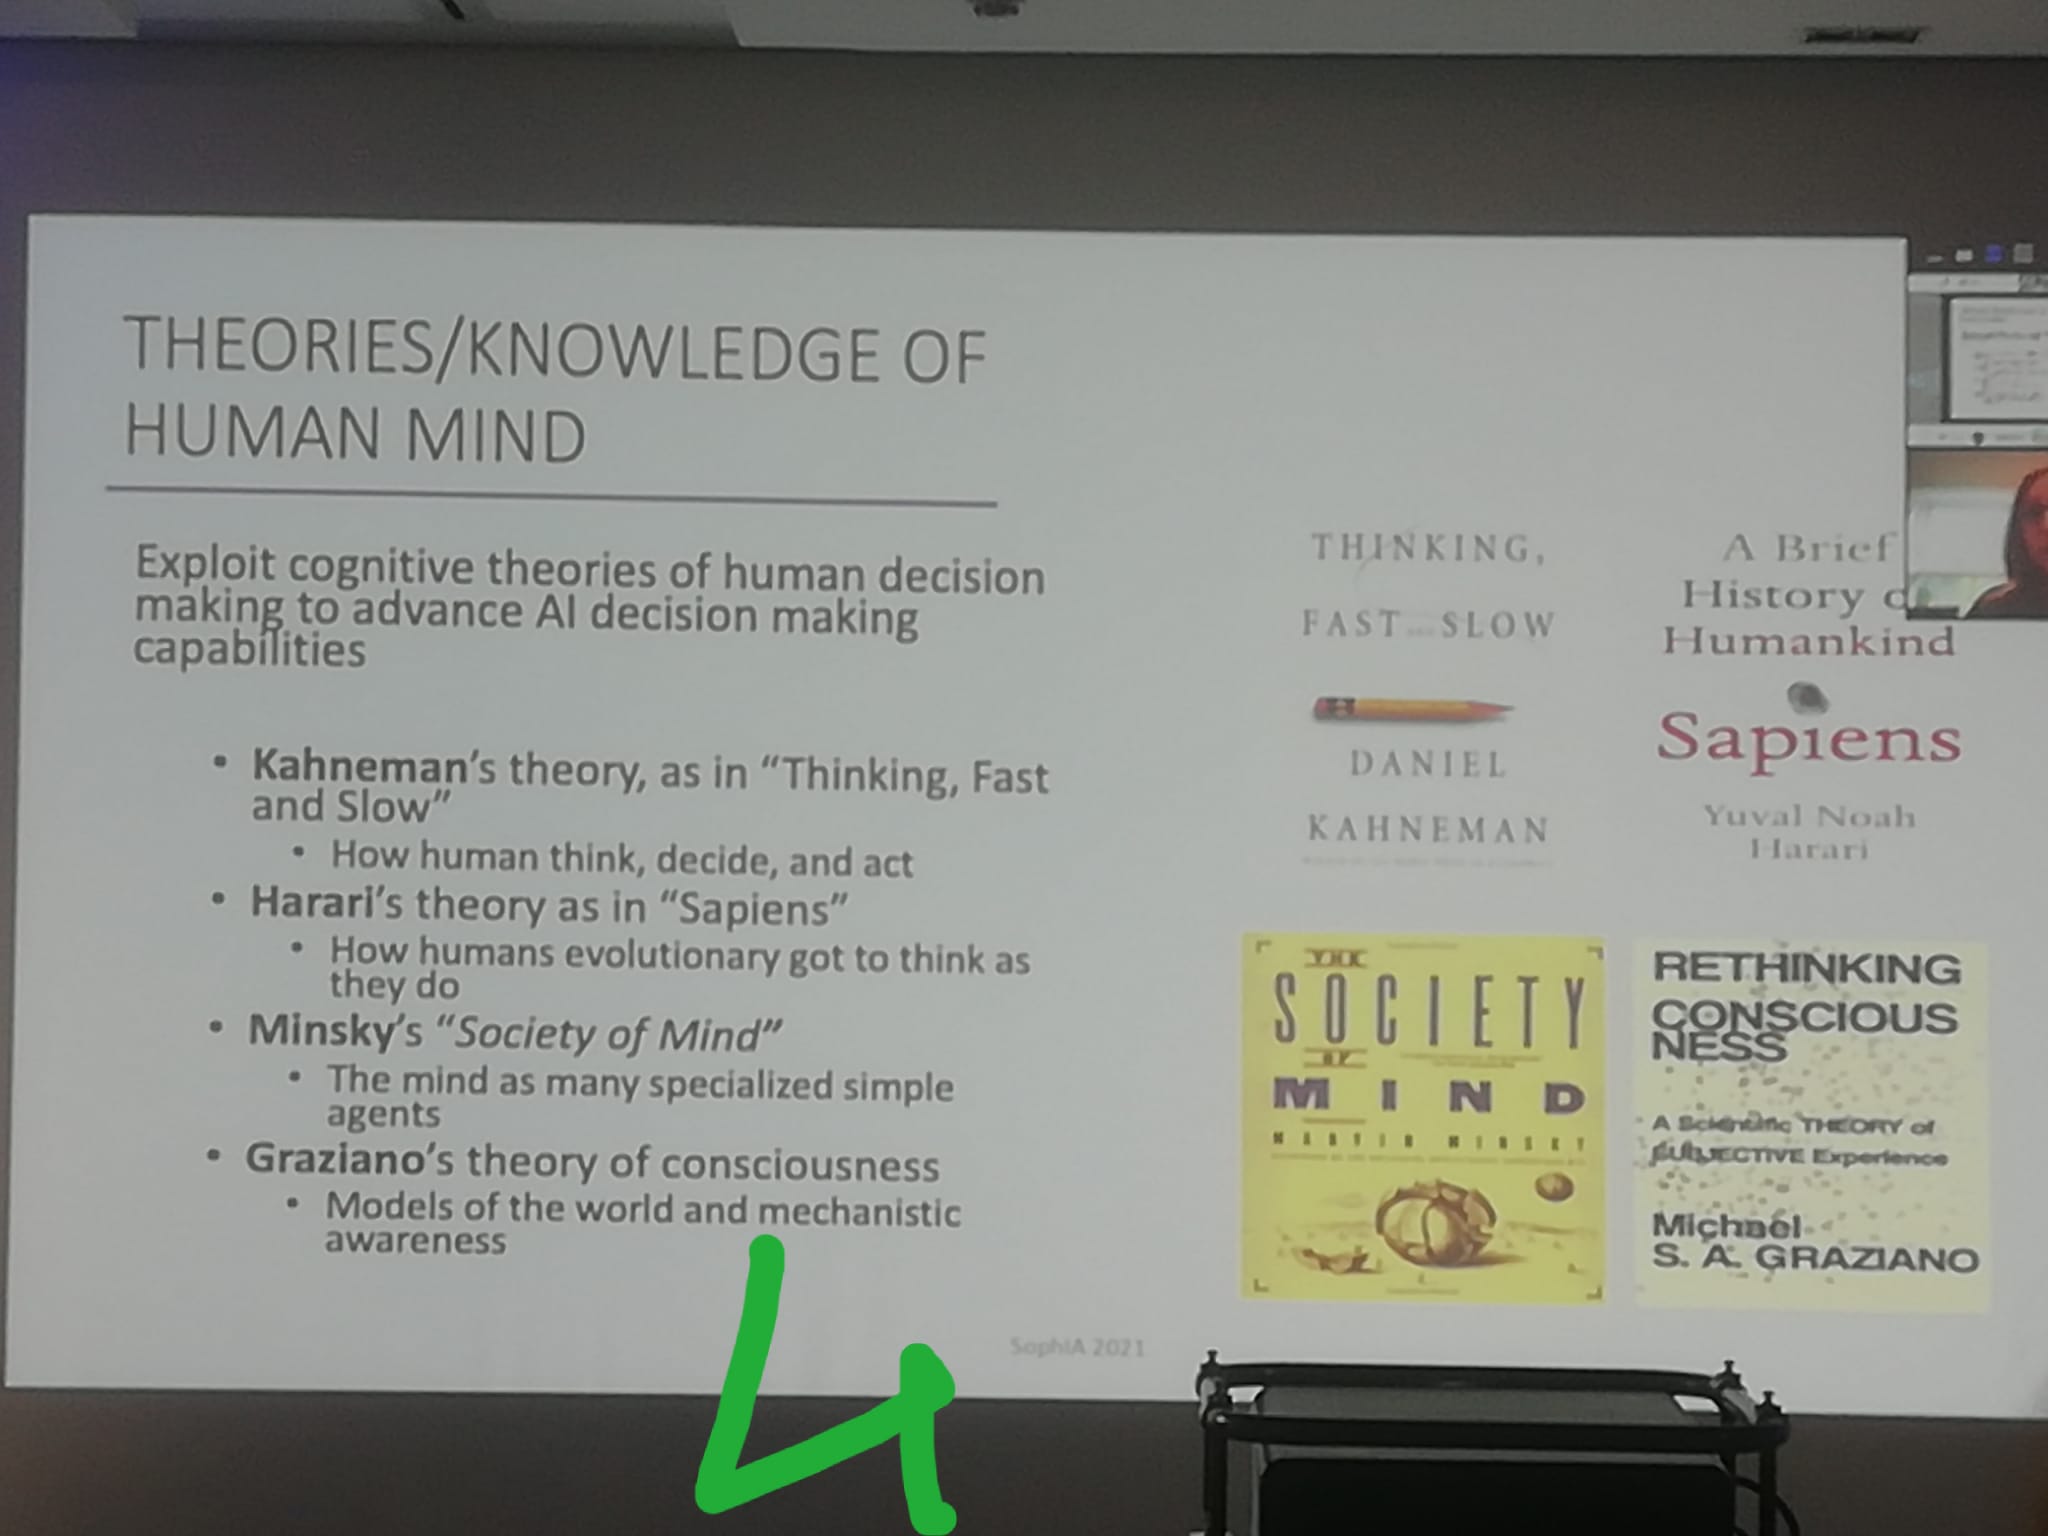 THEORIES/KNOWLEDGE OF
HUMAN MIND
Exploit cognitive theories of human decision
making to advance AI decision making
capabilities
• Kahneman's theory, as in “Thinking, Fast
and Slow”
• How human think, decide, and act
• Harari's theory as in “Sapiens”
• How humans evolutionary got to think as
they do
• Minsky's “Society of Mind”
• The mind as many specialized simple
agents
• Graziano's theory of consciousness
• Models of the world and mechanistic
awareness
THINKING,
FAST AND SLOW
DANIEL
KAHNEMAN
A Brief
History
Humankind
Sapiens
Yuval Noah
Harari
THE
SOCIETY
OF
MIND
MARVIN MINSKY
RETHINKING
CONSCIOUS
NESS
A Scientific THEORY of
SUBJECTIVE Experience
Michael
S. A. GRAZIANO
SophIA 2021
4